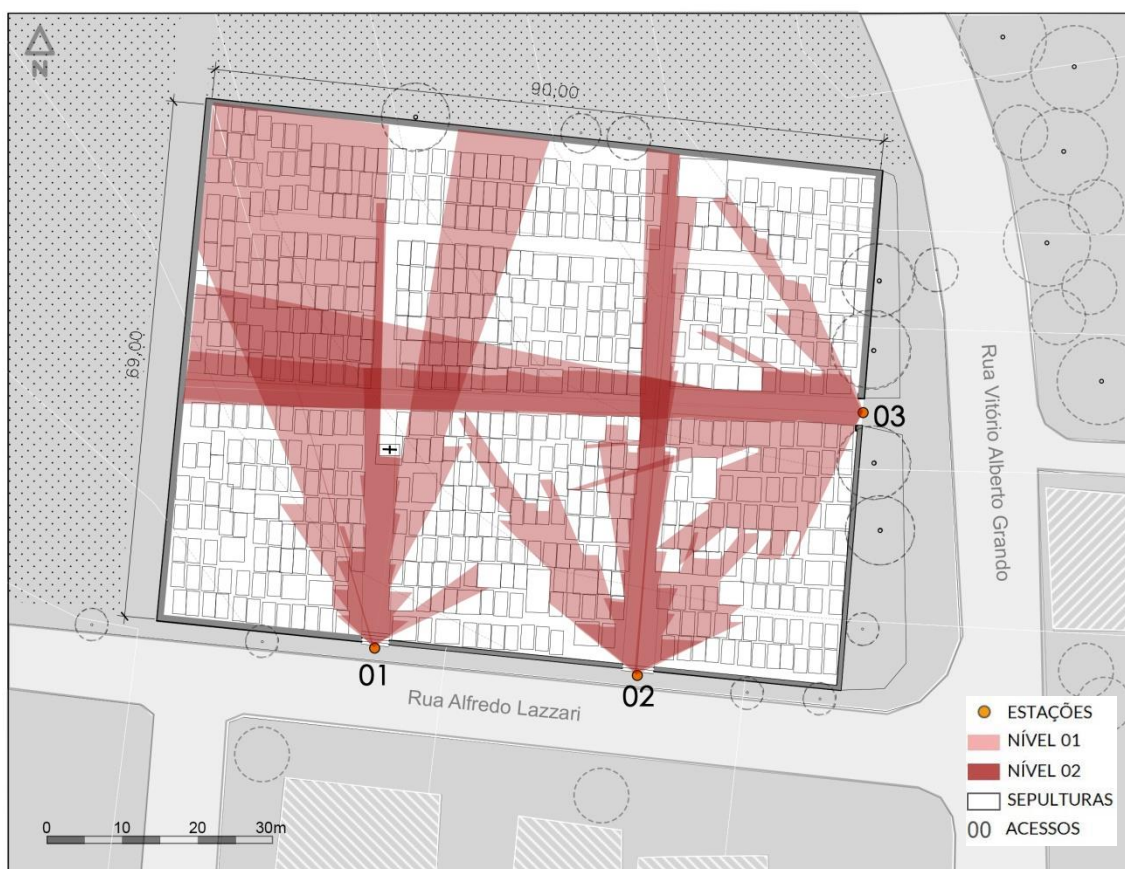 N
90,00
69,00
03
Rua Vitório Alberto Grando
01
02
Rua Alfredo Lazzari
ESTAÇÕES
NÍVEL 01
NÍVEL 02
SEPULTURAS
00 ACESSOS
0 10 20 30m